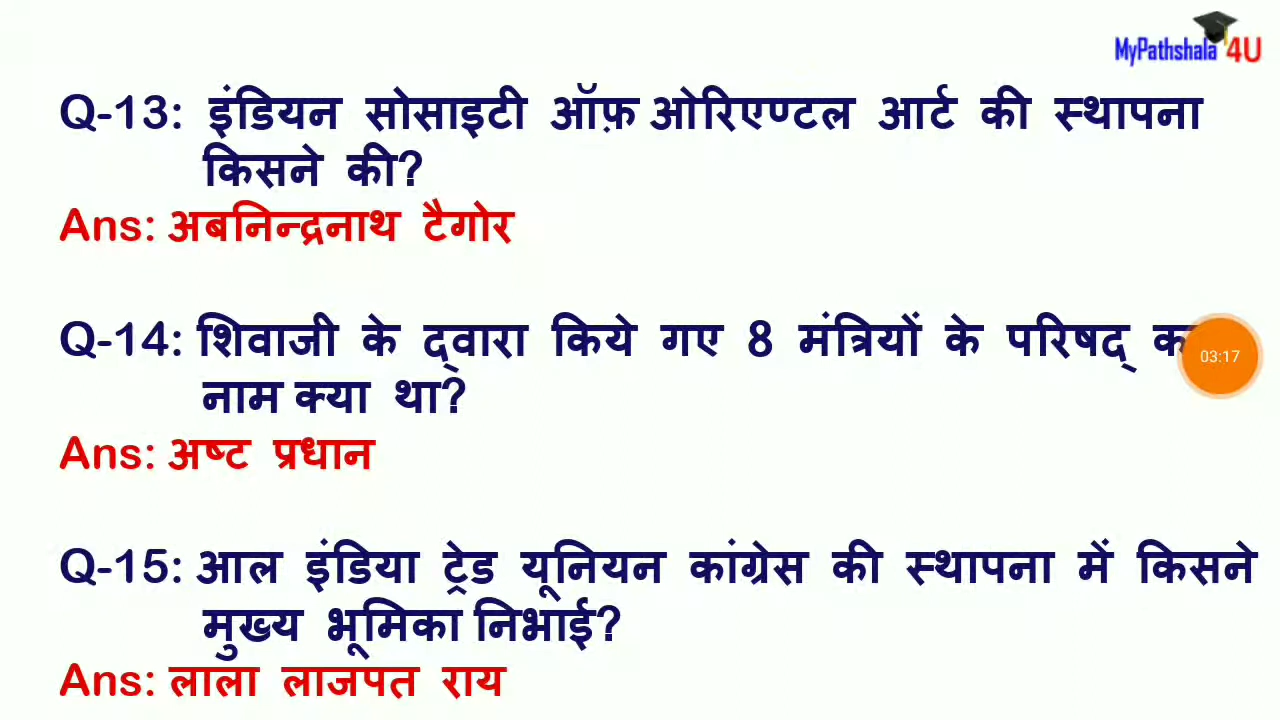 MyPathshala 4U
Q-13: इंडियन सोसाइटी ऑफ़ ओरिएण्टल आर्ट की स्थापना
किसने की?
Ans: अबनिन्द्रनाथ टैगोर
Q-14: शिवाजी के द्वारा किये गए 8 मंत्रियों के परिषद्
03:17
नाम क्या था?
Ans: अष्ट प्रधान
Q-15: आल इंडिया ट्रेड यूनियन कांग्रेस की स्थापना में किसने
मुख्य भूमिका निभाई?
Ans: लाला लाजपत राय